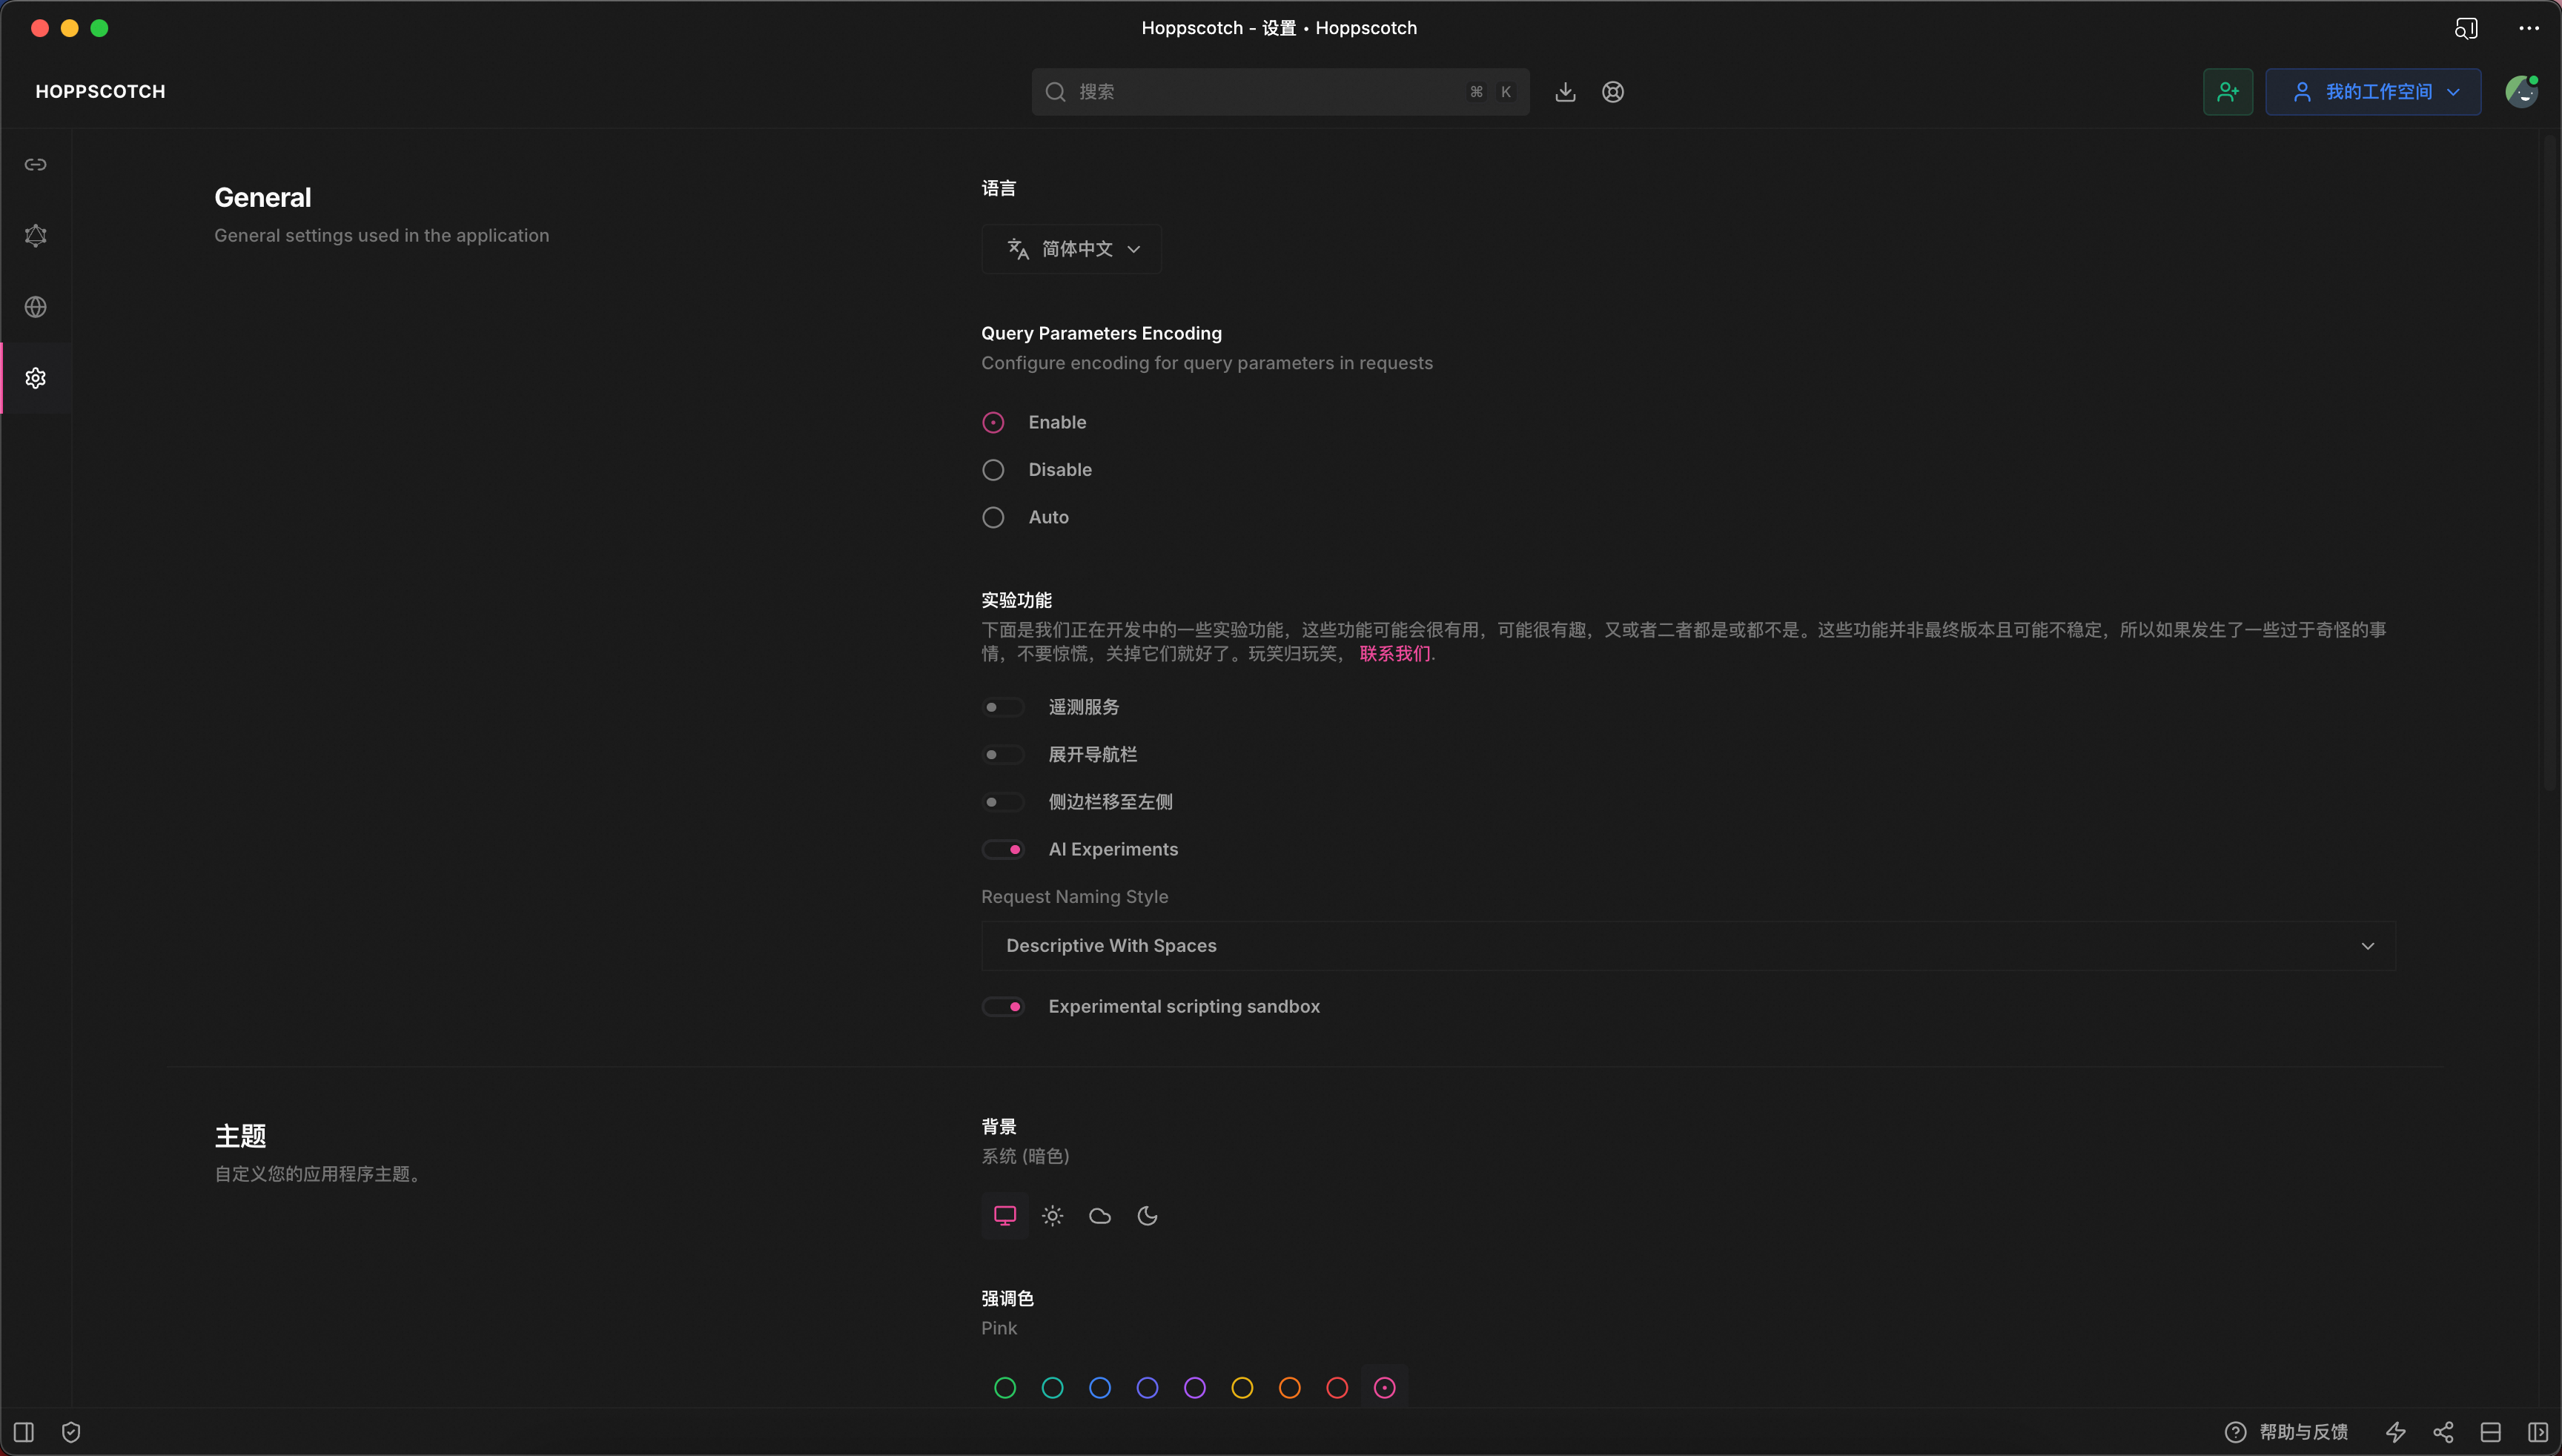 Hoppscotch - 设置 • Hoppscotch
HOPPSCOTCH
搜索
⌘ K
我的工作空间
General
General settings used in the application
语言
简体中文
Query Parameters Encoding
Configure encoding for query parameters in requests
Enable
Disable
Auto
实验功能
下面是我们正在开发中的一些实验功能，这些功能可能会很有用，可能很有趣，又或者二者都是或都不是。这些功能并非最终版本且可能不稳定，所以如果发生了一些过于奇怪的事
情，不要惊慌，关掉它们就好了。玩笑归玩笑， 联系我们.
遥测服务
展开导航栏
侧边栏移至左侧
AI Experiments
Request Naming Style
Descriptive With Spaces
Experimental scripting sandbox
主题
自定义您的应用程序主题。
背景
系统 (暗色)
强调色
Pink
帮助与反馈